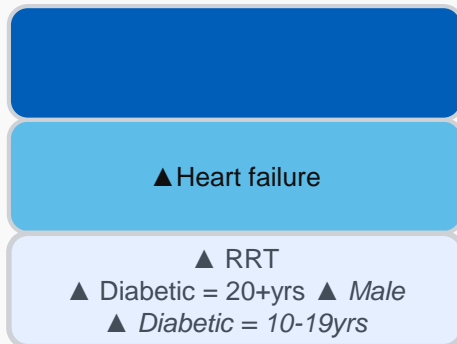 ▲Heart failure
▲ RRT
▲ Diabetic = 20+yrs ▲ Male
▲ Diabetic = 10-19yrs